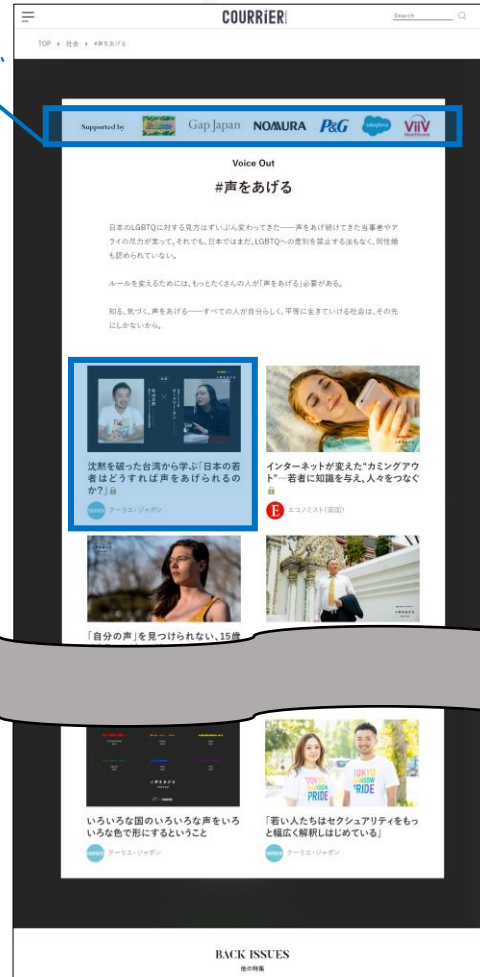 COURRiER
Search
TOP › 社会 › #声をあげる
Supported by
Gap Japan
NOMURA
P&G
salesforce
ViiV
Healthcare
Voice Out
#声をあげる
日本のLGBTQに対する見方はずいぶん変わってきた──声をあげ続けてきた当事者やア
ライの尽力が実って。それでも、日本ではまだ、LGBTQへの差別を禁止する法もなく、同性婚
も認められていない。
ルールを変えるためには、もっとたくさんの人が「声をあげる」必要がある。
知る、気づく、声をあげる──すべての人が自分らしく、平等に生きていける社会は、その先
にしかないから。
沈黙を破った台湾から学ぶ「日本の若
者はどうすれば声をあげられるの
か?」
クーリエ・ジャポン
インターネットが変えた“カミングアウ
ト”─若者に知識を与え、人々をつなぐ
E
エコノミスト(英国)
「自分の声」を見つけられない、15歳
#声をあげる
TOKYO
RAINBOW
PRIDE
TOKYO
RAINBOW
PRIDE
いろいろな国のいろいろな声をいろ
いろな色で形にするということ
クーリエ・ジャポン
「若い人たちはセクシュアリティをもっ
と幅広く解釈しはじめている」
クーリエ・ジャポン
BACK ISSUES
他の特集